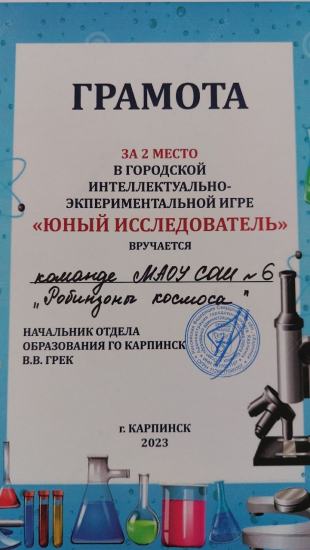 ГРАМОТА
ЗА 2 МЕСТО
В ГОРОДСКОЙ
ИНТЕЛЛЕКТУАЛЬНО-
ЭКПЕРИМЕНТАЛЬНОЙ ИГРЕ
«ЮНЫЙ ИССЛЕДОВАТЕЛЬ»
ВРУЧАЕТСЯ
команде МАОУ СОШ № 6
„Робинзоны космоса"
НАЧАЛЬНИК ОТДЕЛА
ОБРАЗОВАНИЯ ГО КАРПИНСК
В.В. ГРЕК
г. КАРПИНСК
2023